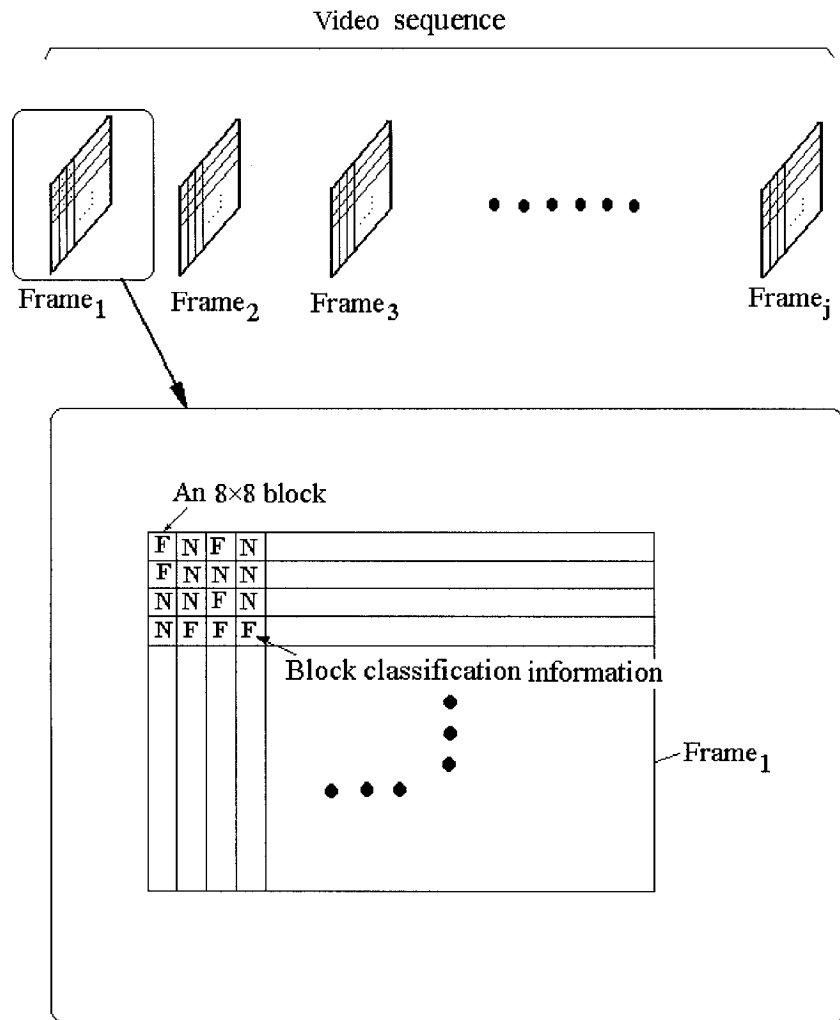 Video sequence
Frame1 Frame2 Frame3 Framej
An 8×8 block
F N F N
F N N N
N N F N
N F F F
Block classification information
Frame1